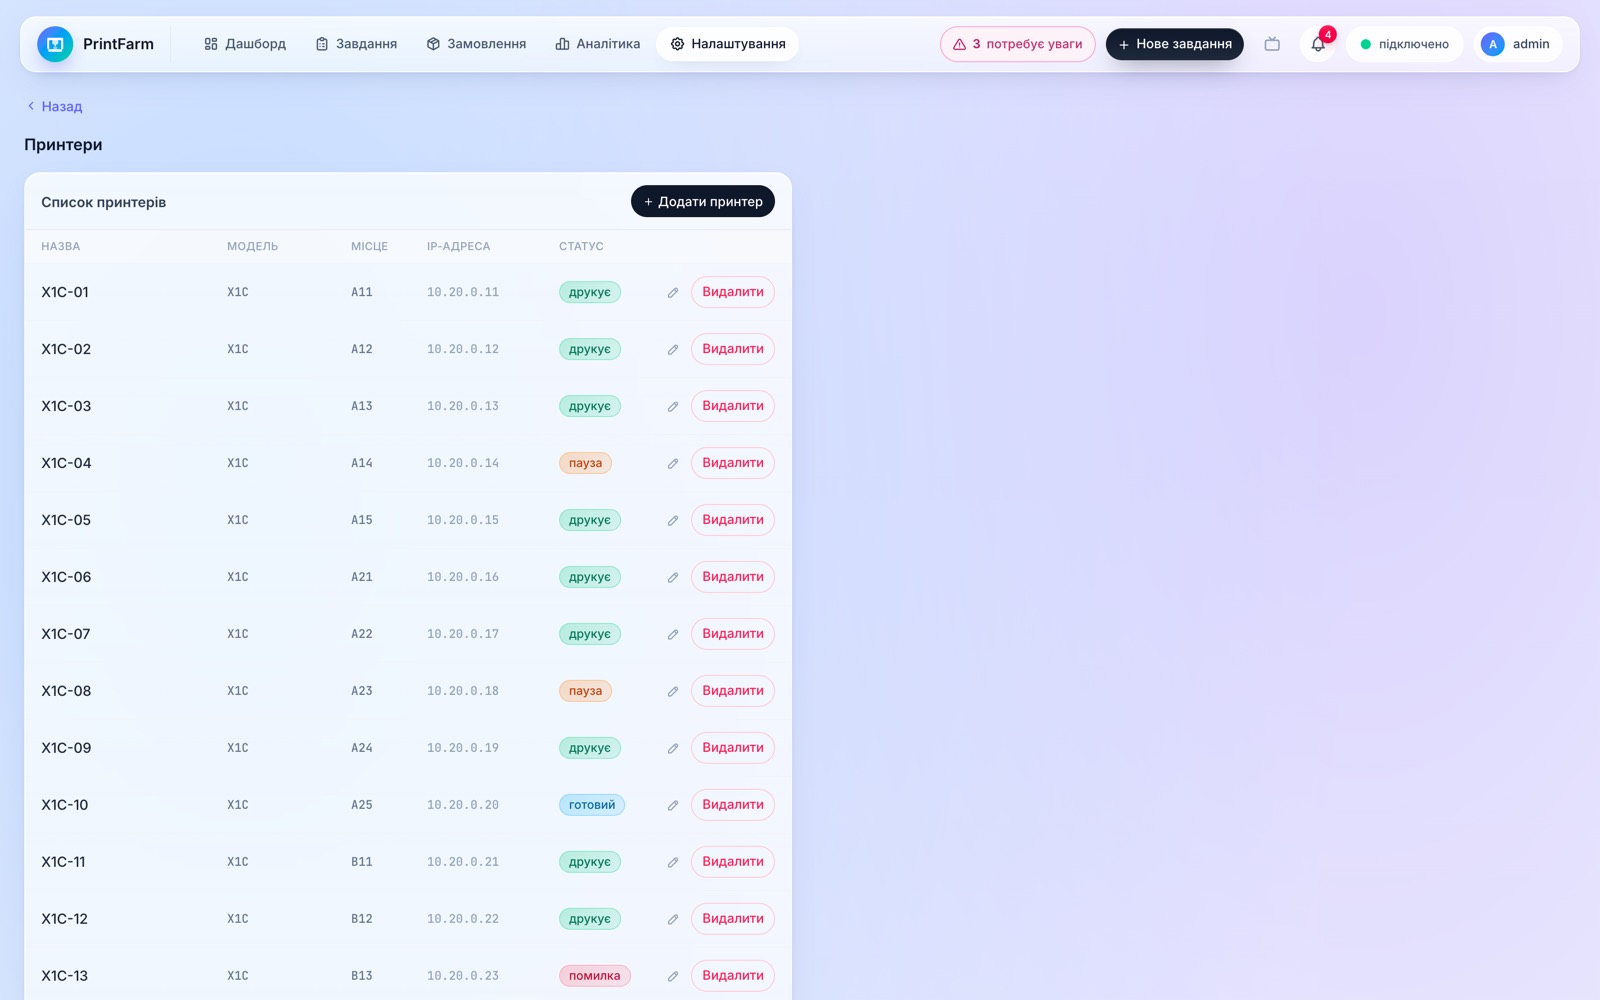 PrintFarm Дашборд Завдання Замовлення Аналітика Налаштування 3 потребує уваги + Нове завдання 4 підключено A admin
Назад
Принтери
Список принтерів + Додати принтер
НАЗВА МОДЕЛЬ МІСЦЕ IP-АДРЕСА СТАТУС
X1C-01 X1C A11 10.20.0.11 друкує Видалити
X1C-02 X1C A12 10.20.0.12 друкує Видалити
X1C-03 X1C A13 10.20.0.13 друкує Видалити
X1C-04 X1C A14 10.20.0.14 пауза Видалити
X1C-05 X1C A15 10.20.0.15 друкує Видалити
X1C-06 X1C A21 10.20.0.16 друкує Видалити
X1C-07 X1C A22 10.20.0.17 друкує Видалити
X1C-08 X1C A23 10.20.0.18 пауза Видалити
X1C-09 X1C A24 10.20.0.19 друкує Видалити
X1C-10 X1C A25 10.20.0.20 готовий Видалити
X1C-11 X1C B11 10.20.0.21 друкує Видалити
X1C-12 X1C B12 10.20.0.22 друкує Видалити
X1C-13 X1C B13 10.20.0.23 помилка Видалити